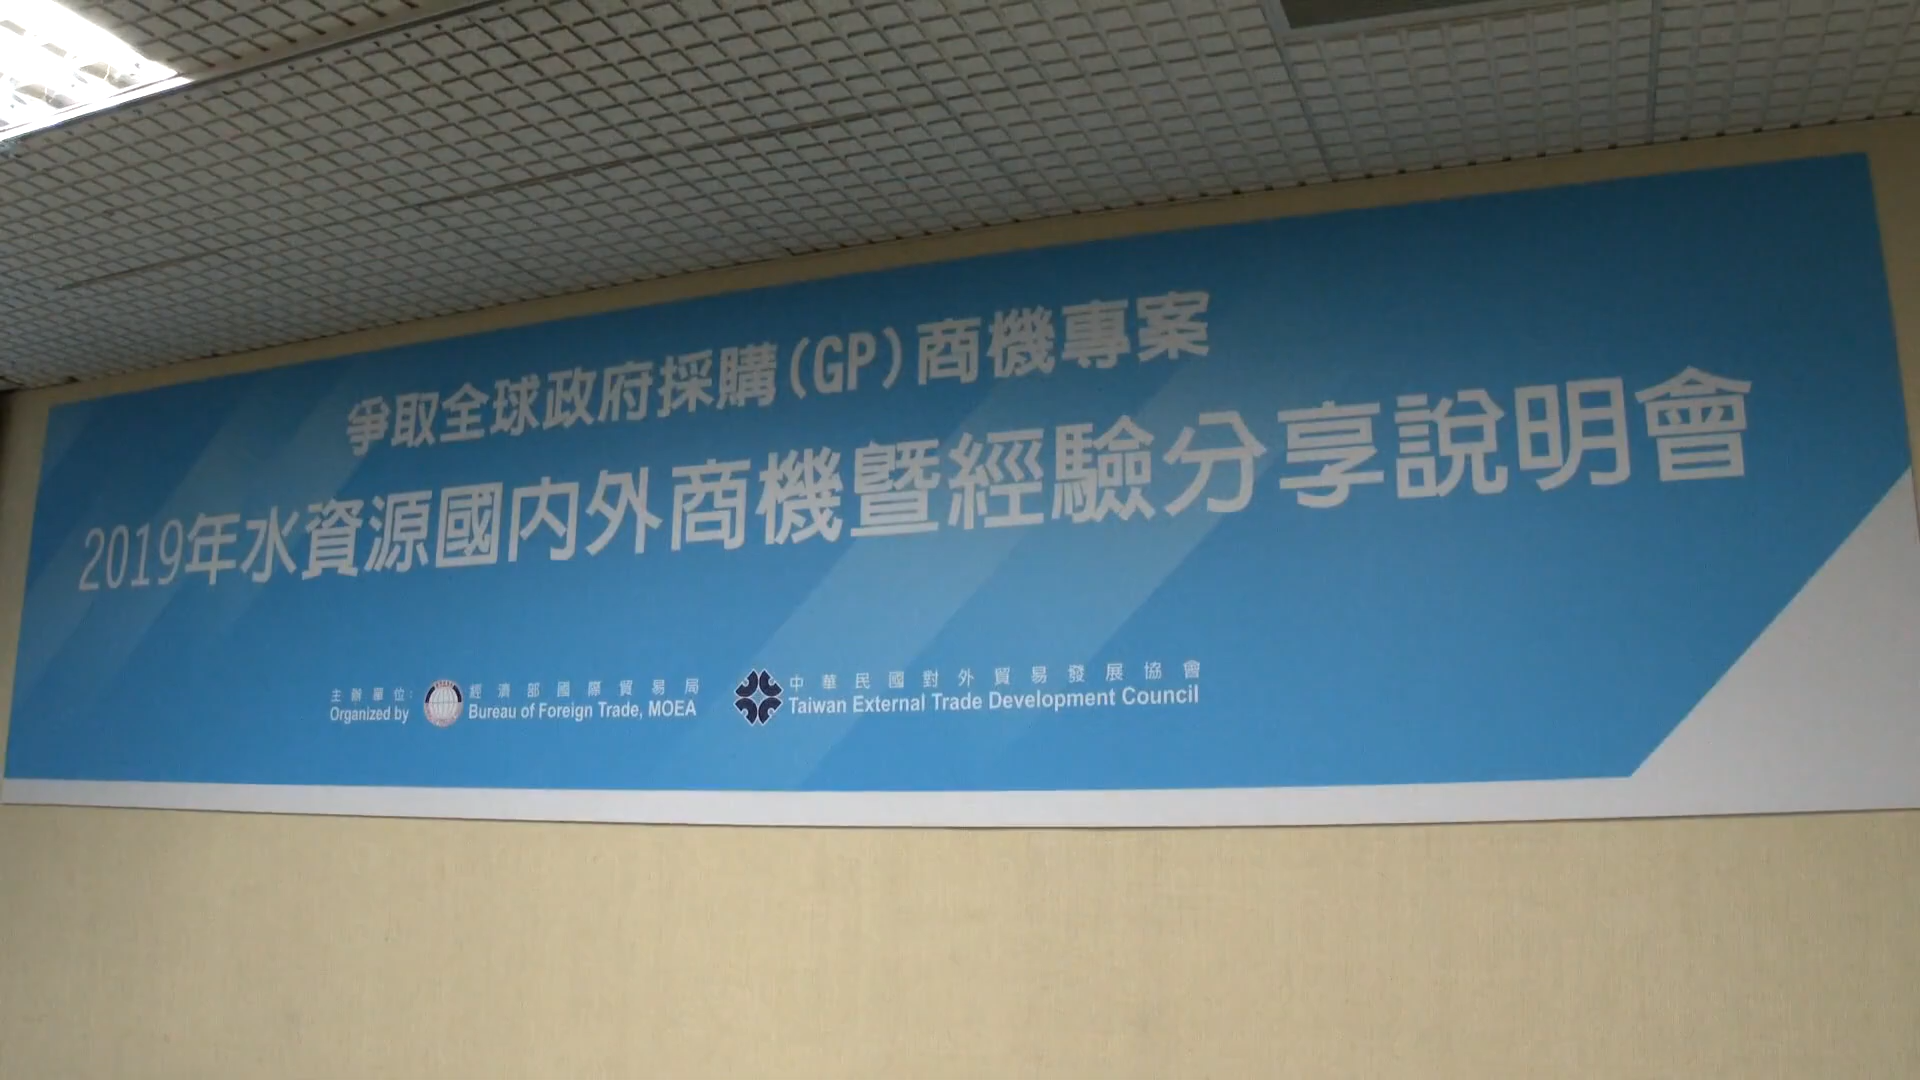 爭取全球政府採購(GP)商機專案
2019年水資源國內外商機暨經驗分享說明會
主辦單位: 經濟部國際貿易局 中華民國對外貿易發展協會
Organized by Bureau of Foreign Trade, MOEA Taiwan External Trade Development Council